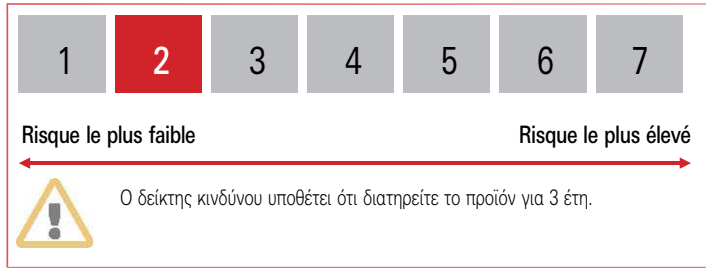 1 2 3 4 5 6 7
Risque le plus faible Risque le plus élevé
Ο δείκτης κινδύνου υποθέτει ότι διατηρείτε το προϊόν για 3 έτη.